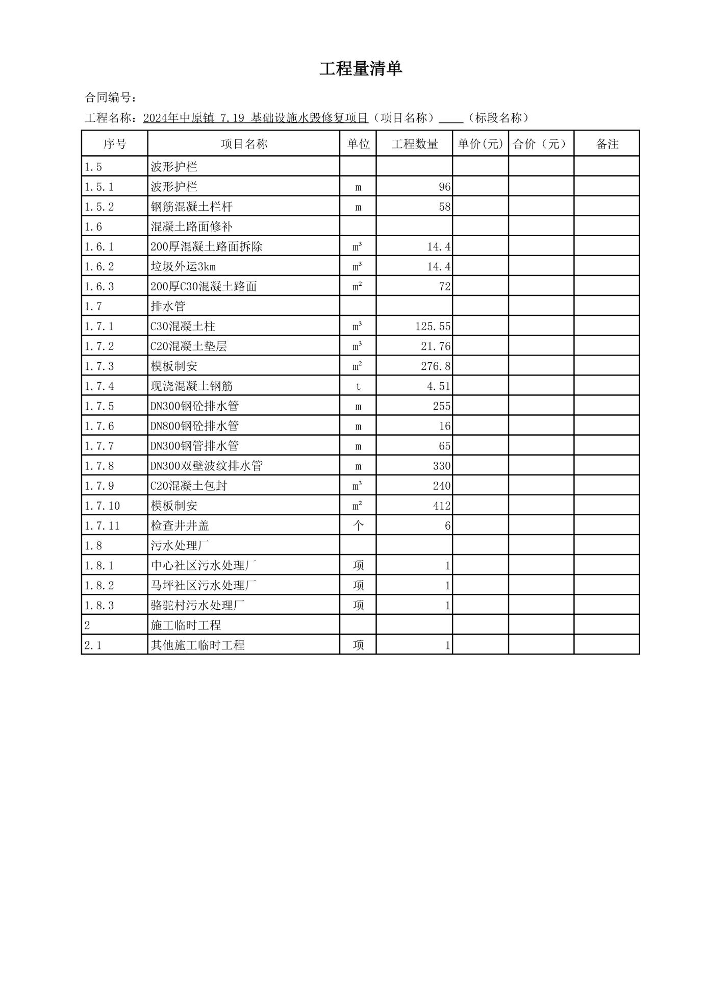 工程量清单
合同编号：
工程名称：2024年中原镇 7.19 基础设施水毁修复项目（项目名称）____（标段名称）
序号 项目名称 单位 工程数量 单价(元) 合价（元） 备注
1.5 波形护栏
1.5.1 波形护栏 m 96
1.5.2 钢筋混凝土栏杆 m 58
1.6 混凝土路面修补
1.6.1 200厚混凝土路面拆除 m³ 14.4
1.6.2 垃圾外运3km m³ 14.4
1.6.3 200厚C30混凝土路面 m² 72
1.7 排水管
1.7.1 C30混凝土柱 m³ 125.55
1.7.2 C20混凝土垫层 m³ 21.76
1.7.3 模板制安 m² 276.8
1.7.4 现浇混凝土钢筋 t 4.51
1.7.5 DN300钢砼排水管 m 255
1.7.6 DN800钢砼排水管 m 16
1.7.7 DN300钢管排水管 m 65
1.7.8 DN300双壁波纹排水管 m 330
1.7.9 C20混凝土包封 m³ 240
1.7.10 模板制安 m² 412
1.7.11 检查井井盖 个 6
1.8 污水处理厂
1.8.1 中心社区污水处理厂 项 1
1.8.2 马坪社区污水处理厂 项 1
1.8.3 骆驼村污水处理厂 项 1
2 施工临时工程
2.1 其他施工临时工程 项 1